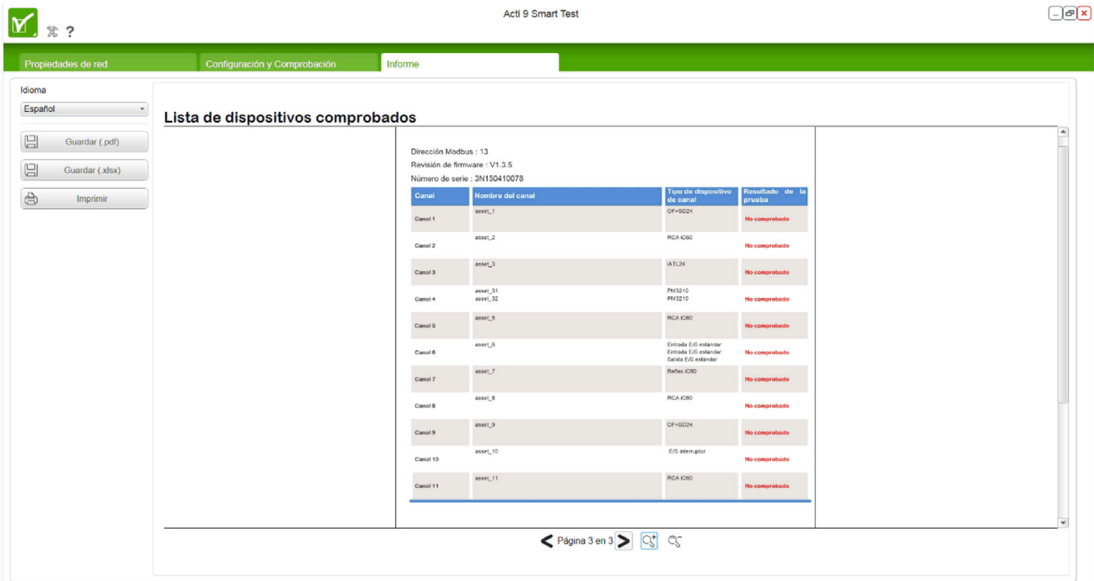 Acti 9 Smart Test
?
Propiedades de red
Configuración y Comprobación
Informe
Idioma
Español
Guardar (.pdf)
Guardar (.xlsx)
Imprimir
Lista de dispositivos comprobados
Dirección Modbus : 13
Revisión de firmware : V1.3.5
Número de serie : 3N150410078
Canal Nombre del canal Tipo de dispositivo de canal Resultado de la prueba
Canal 1 asset_1 OF+SD24 No comprobado
Canal 2 asset_2 RCA iC60 No comprobado
Canal 3 asset_3 iATL24 No comprobado
Canal 4 asset_31 PM3210 No comprobado
asset_32 PM3210
Canal 5 asset_5 RCA iC60 No comprobado
Canal 6 asset_6 Entrada E/S estándar No comprobado
Entrada E/S estándar
Salida E/S estándar
Canal 7 asset_7 Reflex iC60 No comprobado
Canal 8 asset_8 RCA iC60 No comprobado
Canal 9 asset_9 OF+SD24 No comprobado
Canal 10 asset_10 E/S interruptor No comprobado
Canal 11 asset_11 RCA iC60 No comprobado
Página 3 en 3